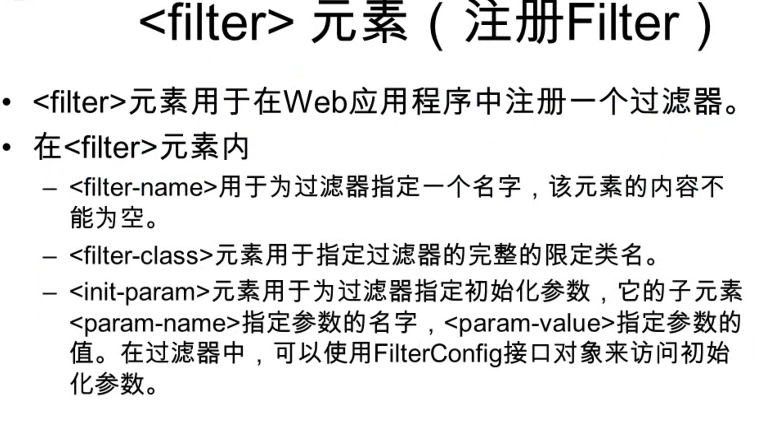 <filter> 元素（注册Filter）
• <filter>元素用于在Web应用程序中注册一个过滤器。
• 在<filter>元素内
– <filter-name>用于为过滤器指定一个名字，该元素的内容不
能为空。
– <filter-class>元素用于指定过滤器的完整的限定类名。
– <init-param>元素用于为过滤器指定初始化参数，它的子元素
<param-name>指定参数的名字，<param-value>指定参数的
值。在过滤器中，可以使用FilterConfig接口对象来访问初始
化参数。